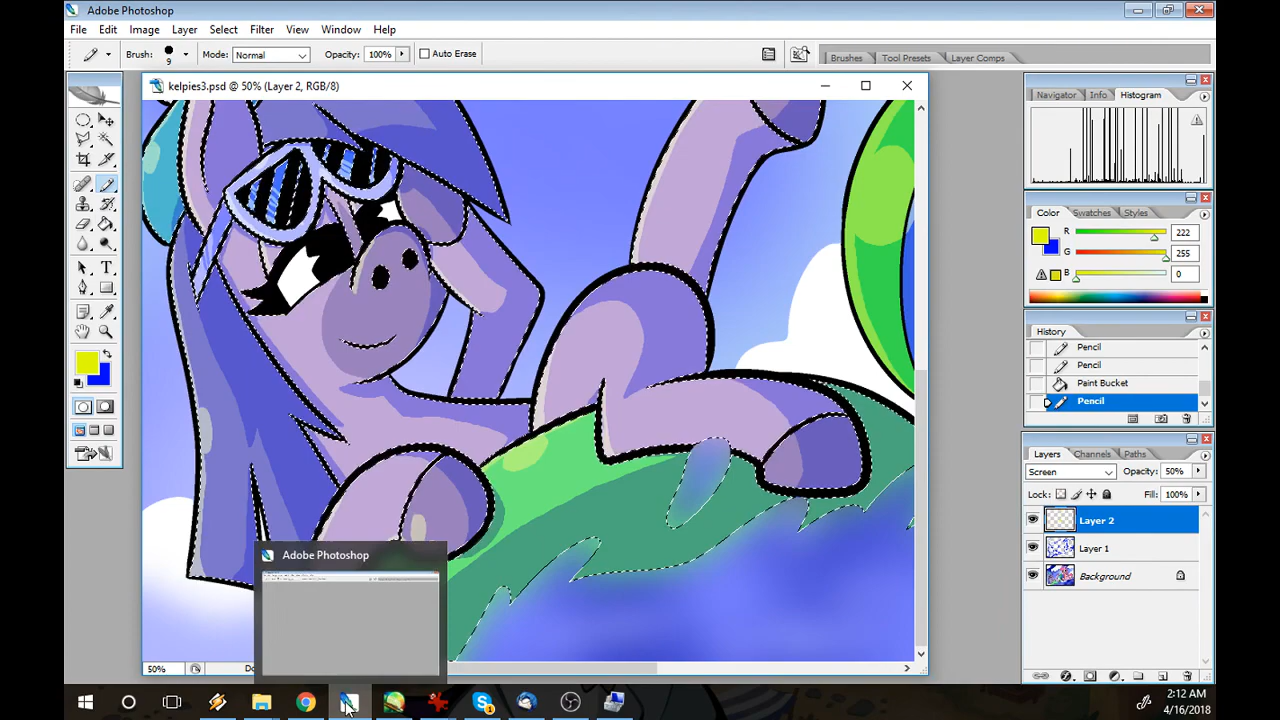 Adobe Photoshop
File Edit Image Layer Select Filter View Window Help
Brush: 9 Mode: Normal Opacity: 100% Auto Erase Brushes Tool Presets Layer Comps
kelpies3.psd @ 50% (Layer 2, RGB/8)
Navigator Info Histogram
Color Swatches Styles
R 222
G 255
B 0
History
Pencil
Pencil
Paint Bucket
Pencil
Layers Channels Paths
Screen Opacity: 50%
Lock: Fill: 100%
Layer 2
Layer 1
Background
Adobe Photoshop
50%
2:12 AM
4/16/2018